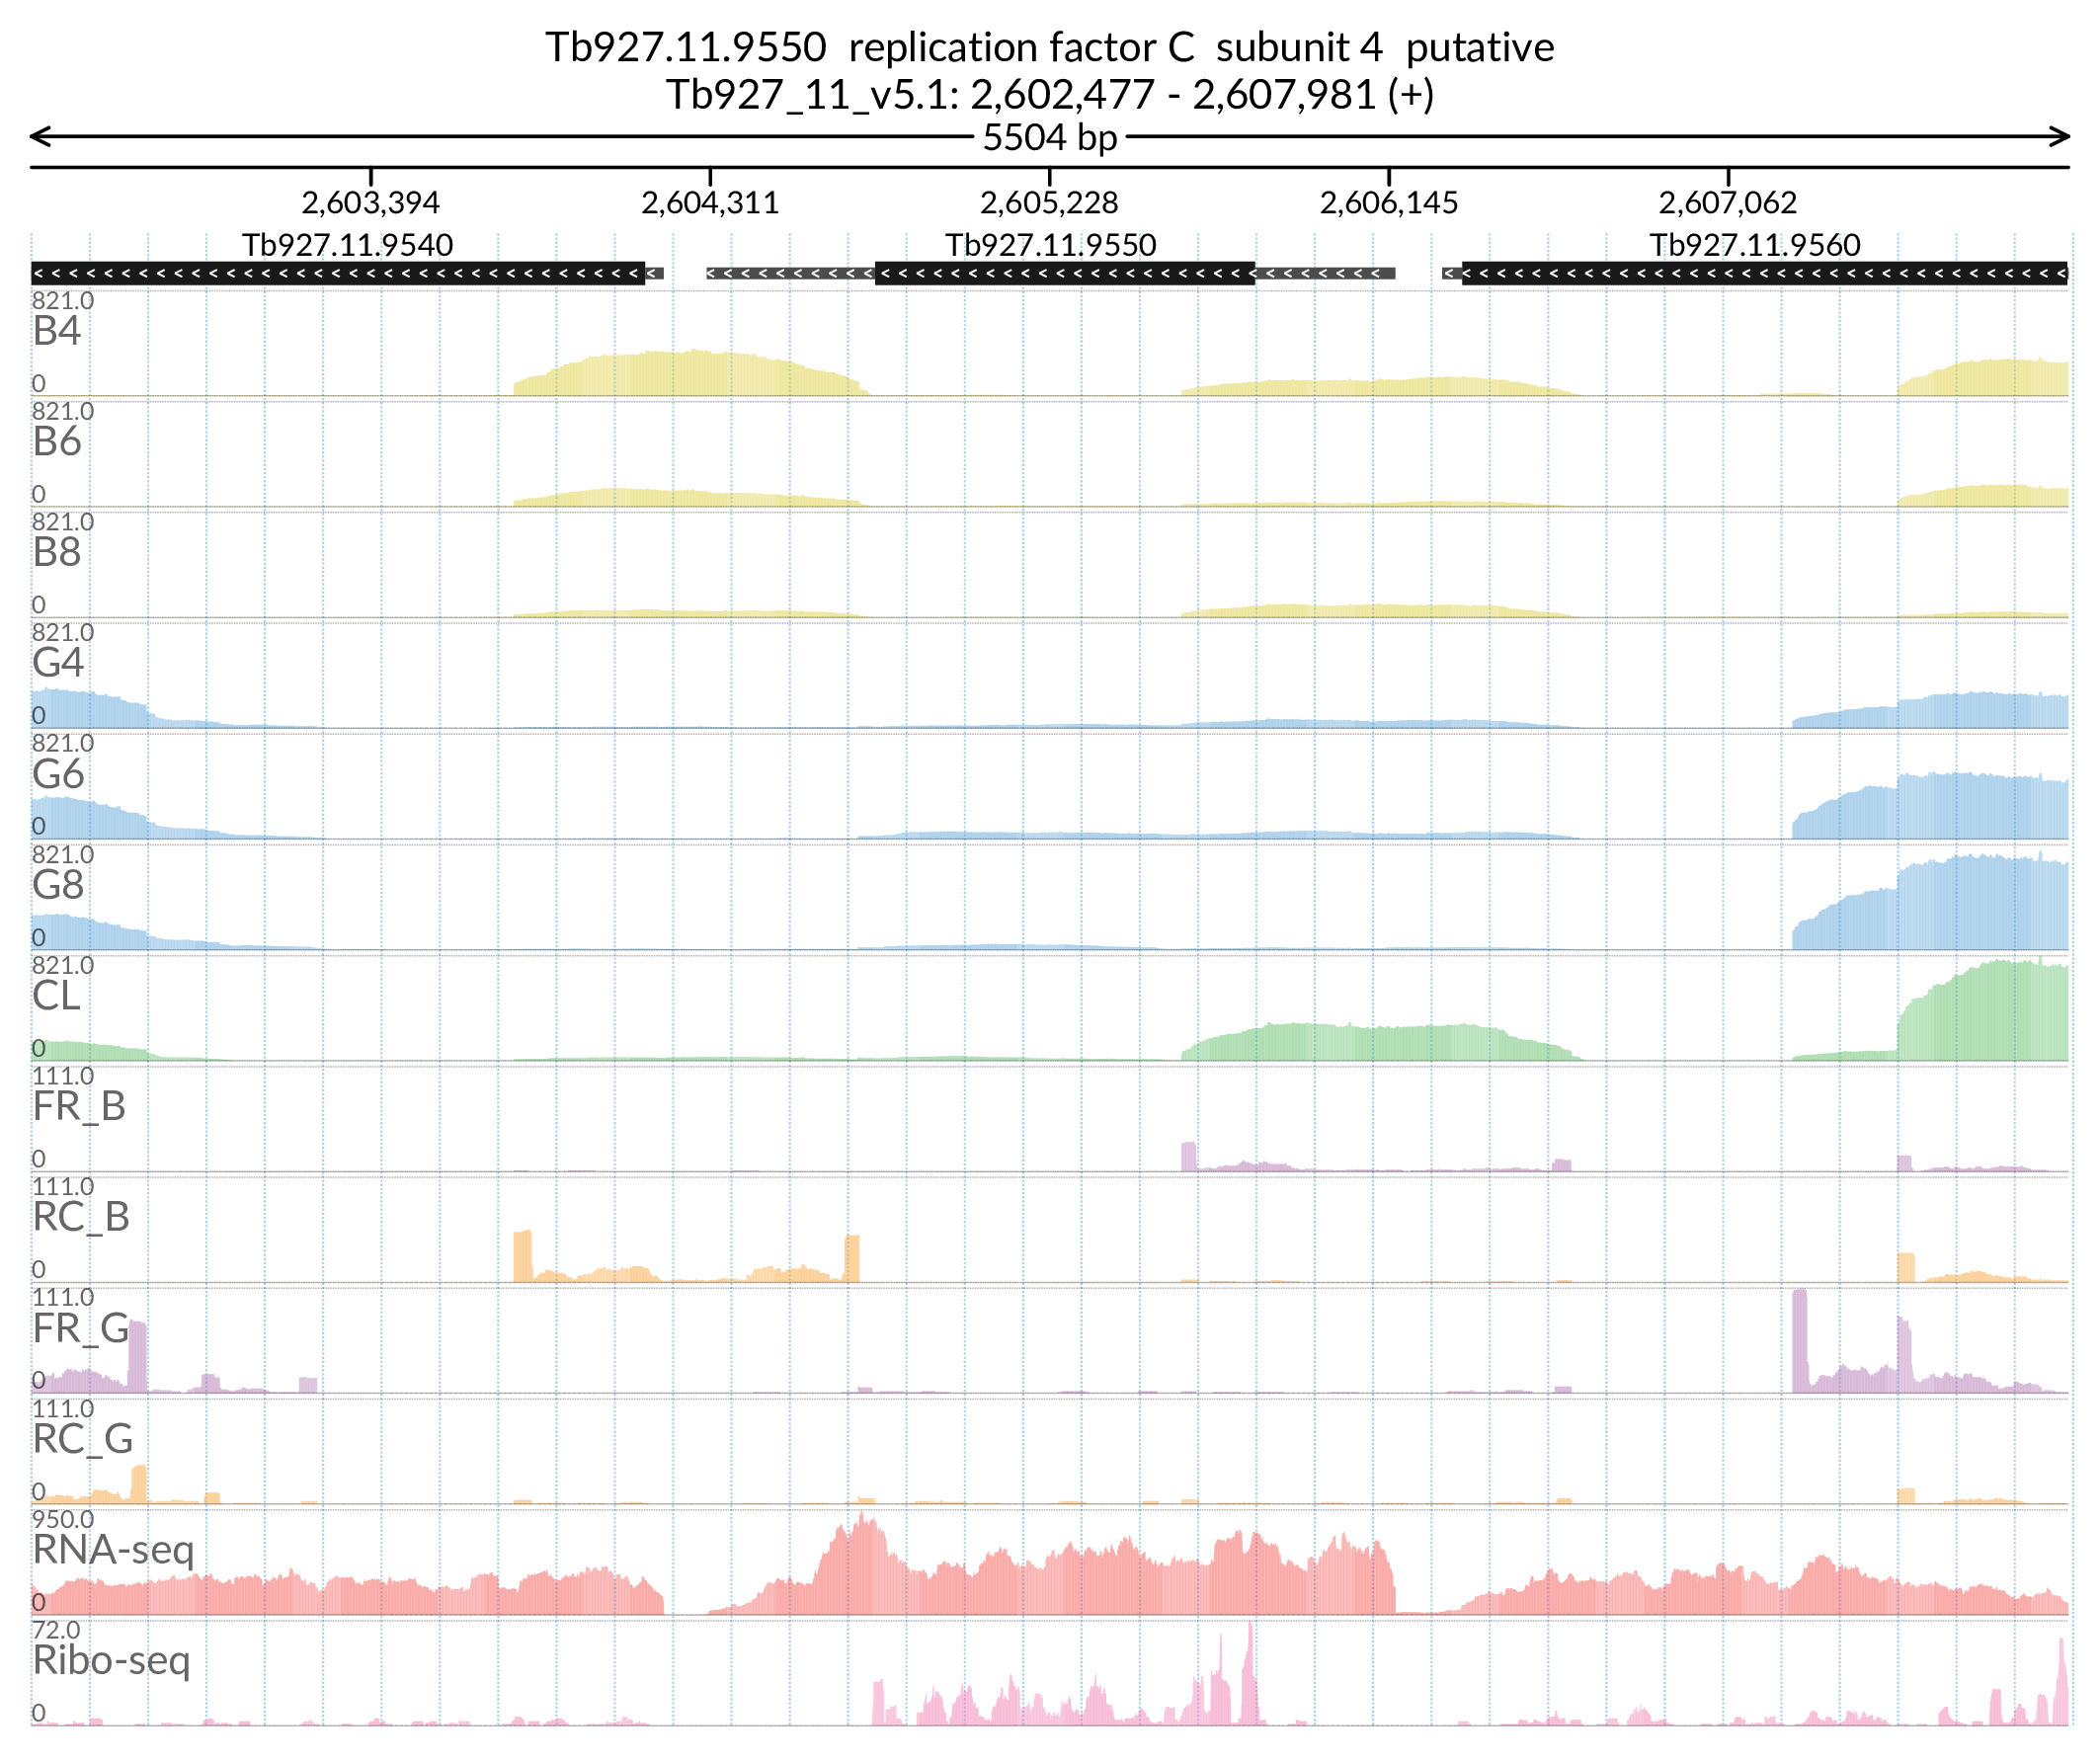 Tb927.11.9550  replication factor C  subunit 4  putative
Tb927_11_v5.1: 2,602,477 - 2,607,981 (+)
5504 bp
2,603,394 2,604,311 2,605,228 2,606,145 2,607,062
Tb927.11.9540 Tb927.11.9550 Tb927.11.9560
821.0
B4
0
821.0
B6
0
821.0
B8
0
821.0
G4
0
821.0
G6
0
821.0
G8
0
821.0
CL
0
111.0
FR_B
0
111.0
RC_B
0
111.0
FR_G
0
111.0
RC_G
0
950.0
RNA-seq
0
72.0
Ribo-seq
0